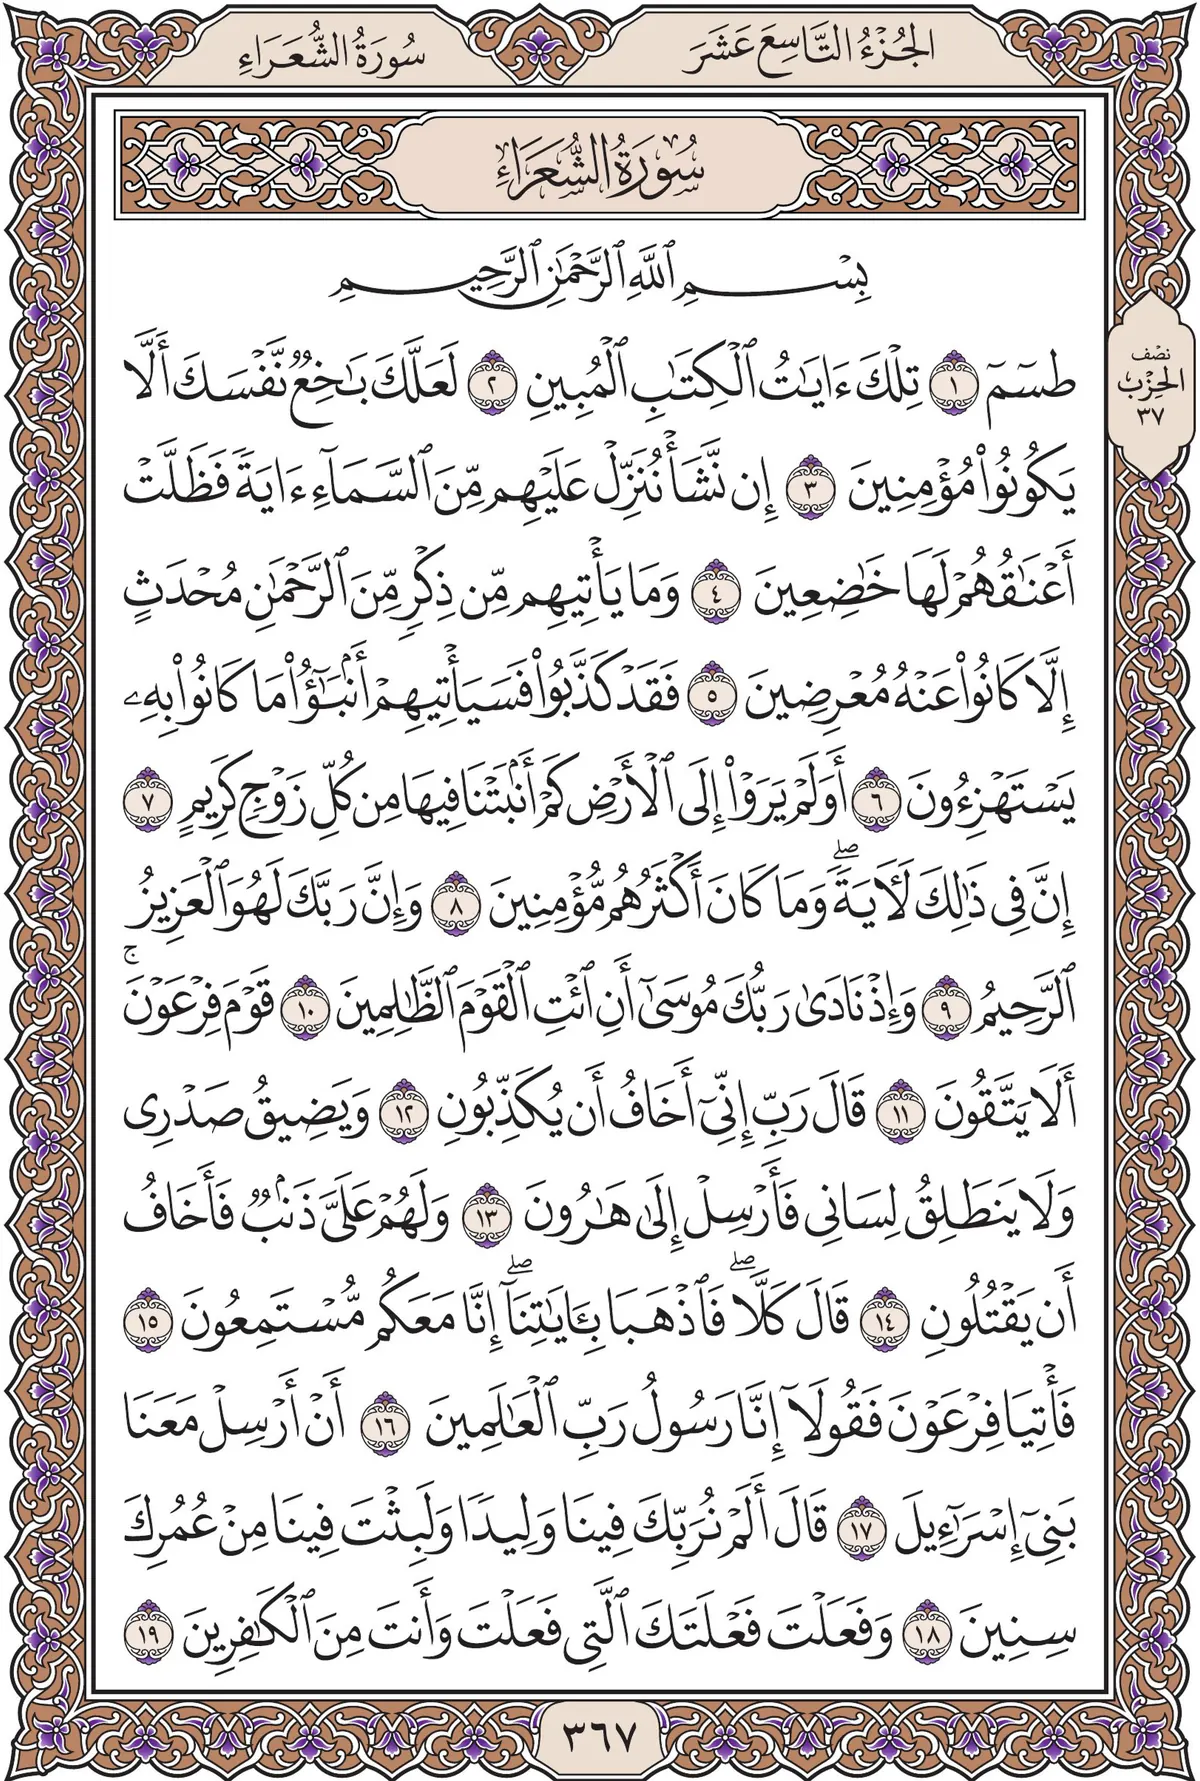 الجُزْءُ التَّاسِعَ عَشَرَ
سُورَةُ الشُّعَرَاءِ
سُورَةُ الشُّعَرَاءِ
بِسْمِ ٱللَّهِ ٱلرَّحْمَٰنِ ٱلرَّحِيمِ
طسٓمٓ ١ تِلْكَ ءَايَٰتُ ٱلْكِتَٰبِ ٱلْمُبِينِ ٢ لَعَلَّكَ بَٰخِعٌ نَّفْسَكَ أَلَّا
يَكُونُوا۟ مُؤْمِنِينَ ٣ إِن نَّشَأْ نُنَزِّلْ عَلَيْهِم مِّنَ ٱلسَّمَآءِ ءَايَةً فَظَلَّتْ
أَعْنَٰقُهُمْ لَهَا خَٰضِعِينَ ٤ وَمَا يَأْتِيهِم مِّن ذِكْرٍ مِّنَ ٱلرَّحْمَٰنِ مُحْدَثٍ
إِلَّا كَانُوا۟ عَنْهُ مُعْرِضِينَ ٥ فَقَدْ كَذَّبُوا۟ فَسَيَأْتِيهِمْ أَنۢبَٰٓؤُا۟ مَا كَانُوا۟ بِهِۦ
يَسْتَهْزِءُونَ ٦ أَوَلَمْ يَرَوْا۟ إِلَى ٱلْأَرْضِ كَمْ أَنۢبَتْنَا فِيهَا مِن كُلِّ زَوْجٍ كَرِيمٍ ٧
إِنَّ فِى ذَٰلِكَ لَءَايَةً ۖ وَمَا كَانَ أَكْثَرُهُم مُّؤْمِنِينَ ٨ وَإِنَّ رَبَّكَ لَهُوَ ٱلْعَزِيزُ
ٱلرَّحِيمُ ٩ وَإِذْ نَادَىٰ رَبُّكَ مُوسَىٰٓ أَنِ ٱئْتِ ٱلْقَوْمَ ٱلظَّٰلِمِينَ ١٠ قَوْمَ فِرْعَوْنَ ۚ
أَلَا يَتَّقُونَ ١١ قَالَ رَبِّ إِنِّىٓ أَخَافُ أَن يُكَذِّبُونِ ١٢ وَيَضِيقُ صَدْرِى
وَلَا يَنطَلِقُ لِسَانِى فَأَرْسِلْ إِلَىٰ هَٰرُونَ ١٣ وَلَهُمْ عَلَىَّ ذَنۢبٌ فَأَخَافُ
أَن يَقْتُلُونِ ١٤ قَالَ كَلَّا ۖ فَٱذْهَبَا بِـَٔايَٰتِنَآ ۖ إِنَّا مَعَكُم مُّسْتَمِعُونَ ١٥
فَأْتِيَا فِرْعَوْنَ فَقُولَآ إِنَّا رَسُولُ رَبِّ ٱلْعَٰلَمِينَ ١٦ أَنْ أَرْسِلْ مَعَنَا
بَنِىٓ إِسْرَٰٓءِيلَ ١٧ قَالَ أَلَمْ نُرَبِّكَ فِينَا وَلِيدًا وَلَبِثْتَ فِينَا مِنْ عُمُرِكَ
سِنِينَ ١٨ وَفَعَلْتَ فَعْلَتَكَ ٱلَّتِى فَعَلْتَ وَأَنتَ مِنَ ٱلْكَٰفِرِينَ ١٩
نِصْف
الْحِزْب
٣٧
٣٦٧